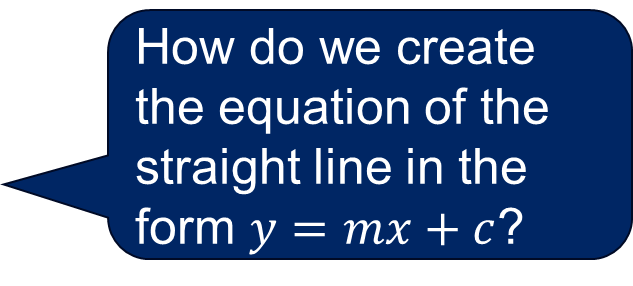 How do we create
the equation of the
straight line in the
form 𝑦 = 𝑚𝑥 + 𝑐?